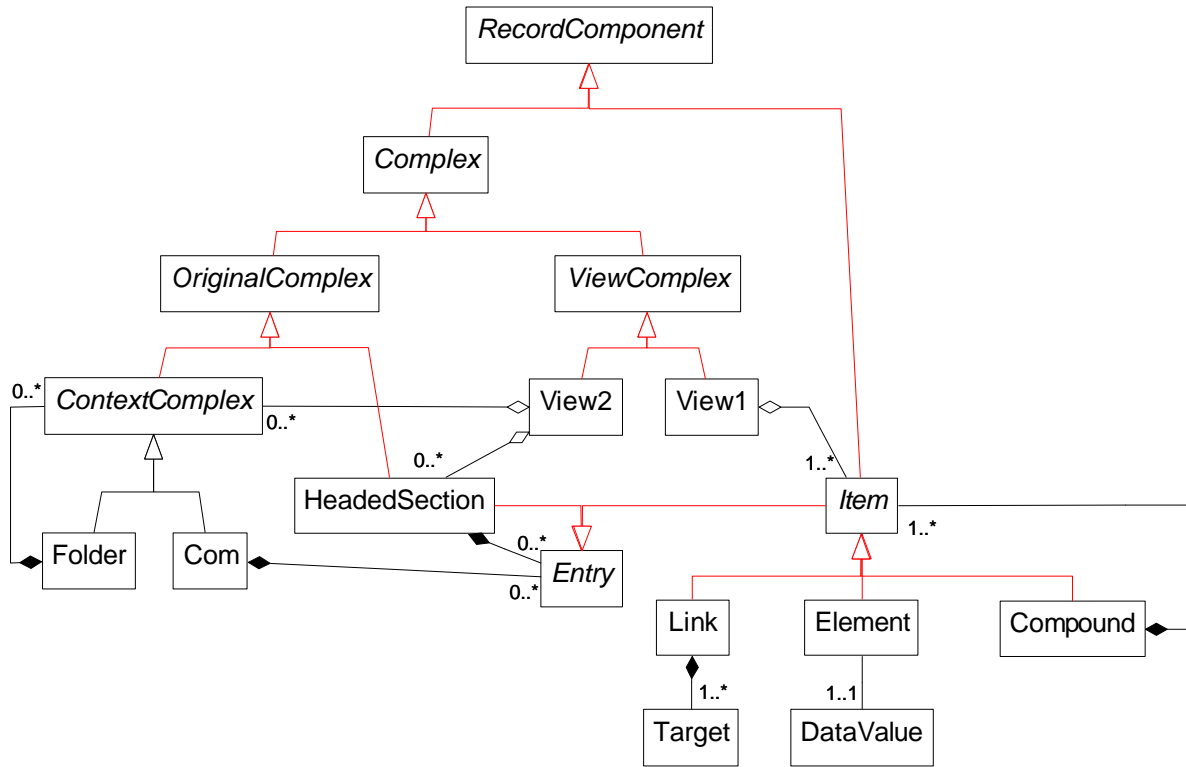 RecordComponent
Complex
OriginalComplex
ViewComplex
0..*
ContextComplex
0..*
View2
View1
0..*
1..*
HeadedSection
Item
1..*
Folder
Com
0..*
0..*
Entry
Link
Element
Compound
1..*
1..1
Target
DataValue